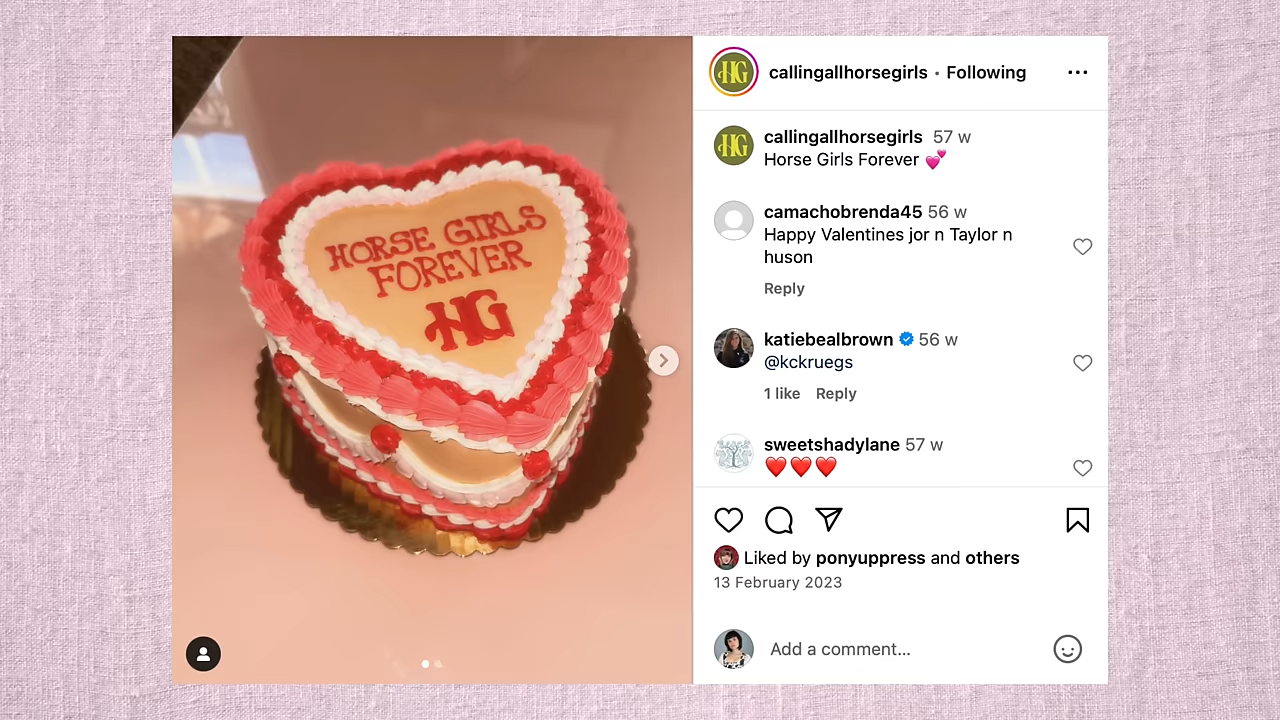 HORSE GIRLS
FOREVER
HG
HG
callingallhorsegirls • Following
HG
callingallhorsegirls 57 w
Horse Girls Forever 💕
camachobrenda45 56 w
Happy Valentines jor n Taylor n
huson
Reply
katiebealbrown 56 w
@kckruegs
1 like Reply
sweetshadylane 57 w
❤️❤️❤️
Liked by ponyuppress and others
13 February 2023
Add a comment...